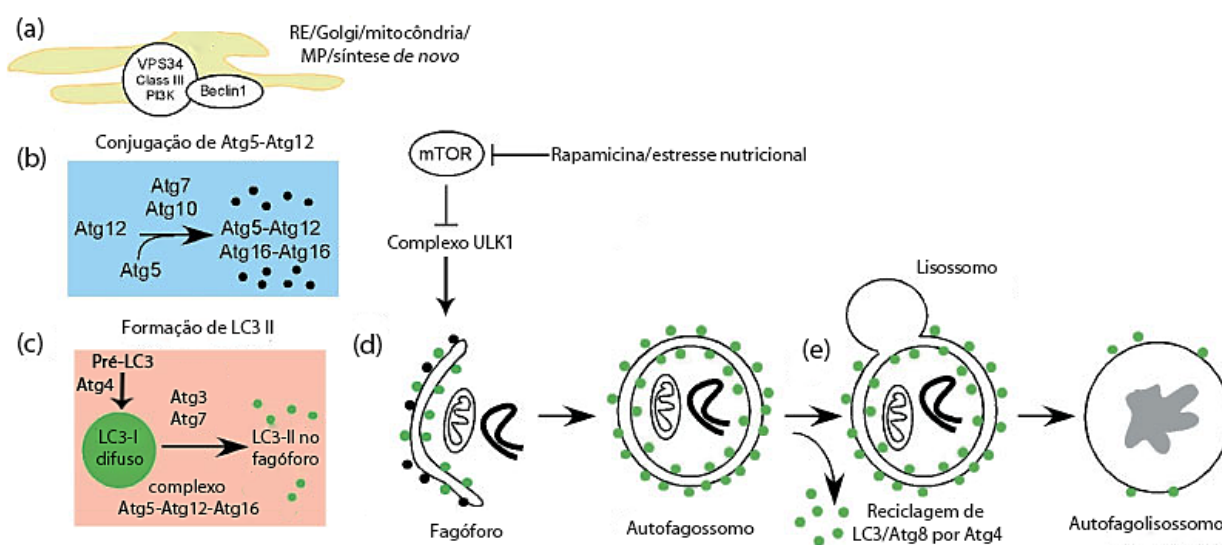 (a)
RE/Golgi/mitocôndria/
MP/síntese de novo
VPS34
Class III
PI3K
Beclin1
Conjugação de Atg5-Atg12
(b)
Atg7
Atg10
Atg12
Atg5
Atg5-Atg12
Atg16-Atg16
mTOR
Rapamicina/estresse nutricional
Complexo ULK1
Formação de LC3 II
(c)
Pré-LC3
Atg4
Atg3
Atg7
LC3-I
difuso
LC3-II no
fagóforo
complexo
Atg5-Atg12-Atg16
(d)
Fagóforo
Autofagossomo
(e)
Lisossomo
Reciclagem de
LC3/Atg8 por Atg4
Autofagolisossomo